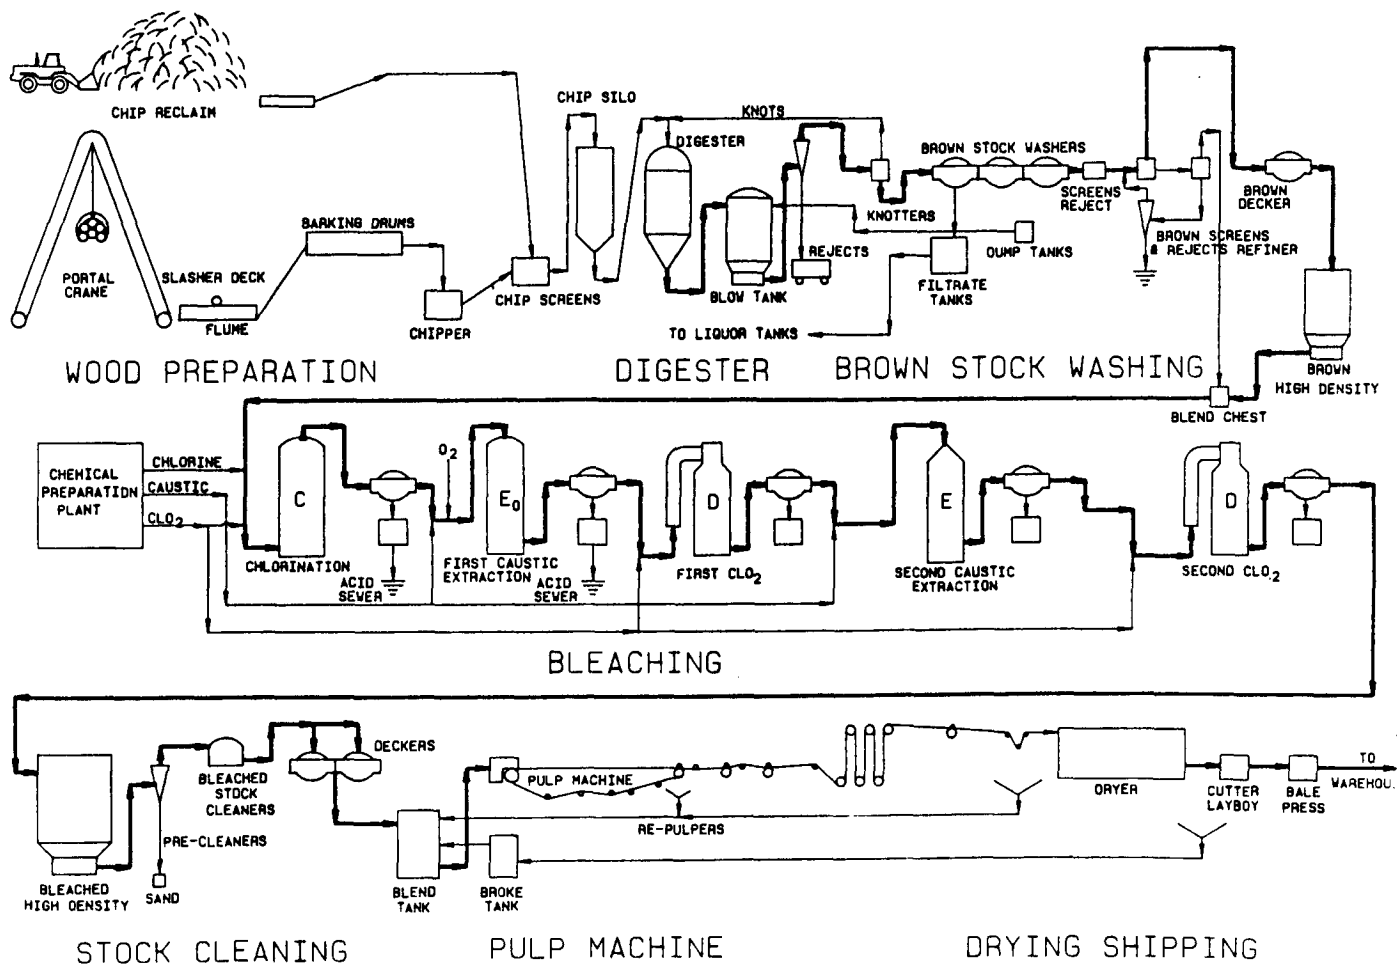 CHIP RECLAIM
PORTAL
CRANE
SLASHER DECK
FLUME
BARKING DRUMS
CHIPPER
CHIP SCREENS
CHIP SILO
DIGESTER
KNOTS
BLOW TANK
REJECTS
KNOTTERS
TO LIQUOR TANKS
BROWN STOCK WASHERS
FILTRATE
TANKS
DUMP TANKS
SCREENS
REJECT
BROWN SCREENS
& REJECTS REFINER
BROWN
DECKER
BROWN
HIGH DENSITY
BLEND CHEST
WOOD PREPARATION
DIGESTER
BROWN STOCK WASHING
CHEMICAL
PREPARATION
PLANT
CHLORINE
CAUSTIC
CLO2
C
CHLORINATION
ACID
SEWER
O2
EO
FIRST CAUSTIC
EXTRACTION
ACID
SEWER
D
FIRST CLO2
E
SECOND CAUSTIC
EXTRACTION
D
SECOND CLO.2
BLEACHING
BLEACHED
HIGH DENSITY
PRE-CLEANERS
SAND
BLEACHED
STOCK
CLEANERS
DECKERS
BLEND
TANK
BROKE
TANK
PULP MACHINE
RE-PULPERS
DRYER
CUTTER
LAYBOY
BALE
PRESS
TO
WAREHOU.
STOCK CLEANING
PULP MACHINE
DRYING SHIPPING